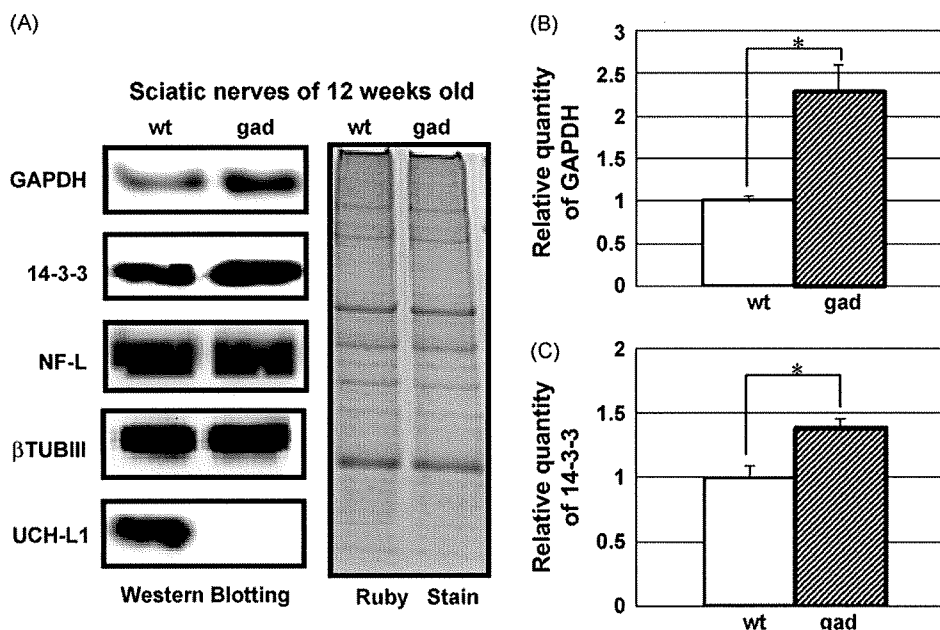 (A)
Sciatic nerves of 12 weeks old
wt gad wt gad
GAPDH
14-3-3
NF-L
βTUBIII
UCH-L1
Western Blotting Ruby Stain
(B)
Relative quantity
of GAPDH
3
2.5
2
1.5
1
0.5
0
*
wt gad
(C)
Relative quantity
of 14-3-3
2
1.5
1
0.5
0
*
wt gad